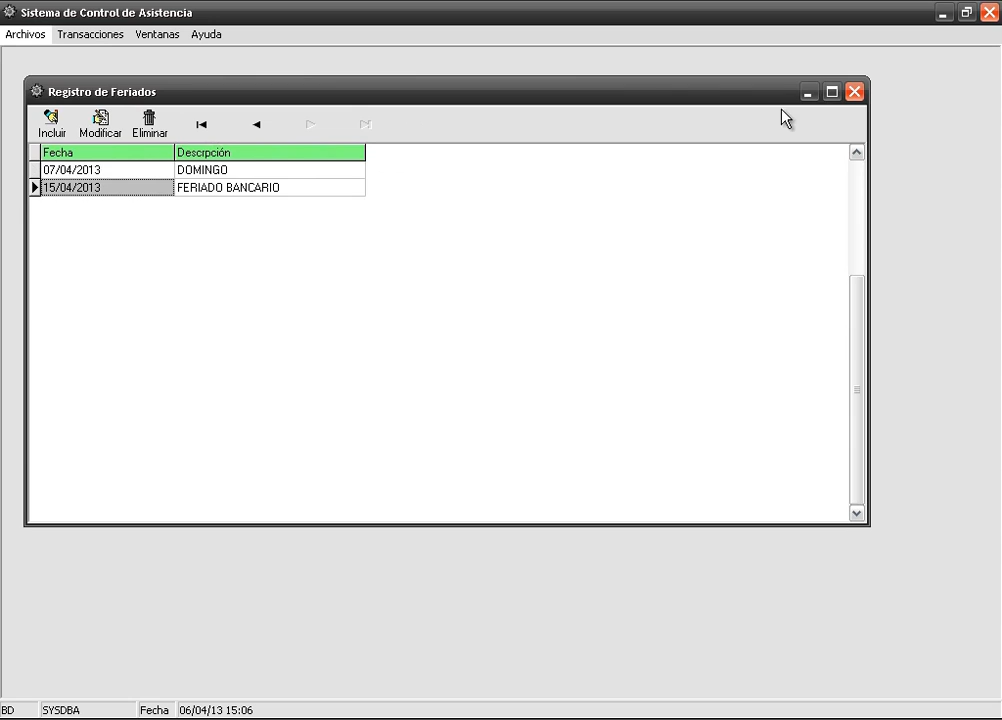 Sistema de Control de Asistencia
Archivos Transacciones Ventanas Ayuda
Registro de Feriados
Incluir Modificar Eliminar
Fecha Descrpción
07/04/2013 DOMINGO
15/04/2013 FERIADO BANCARIO
BD SYSDBA Fecha 06/04/13 15:06